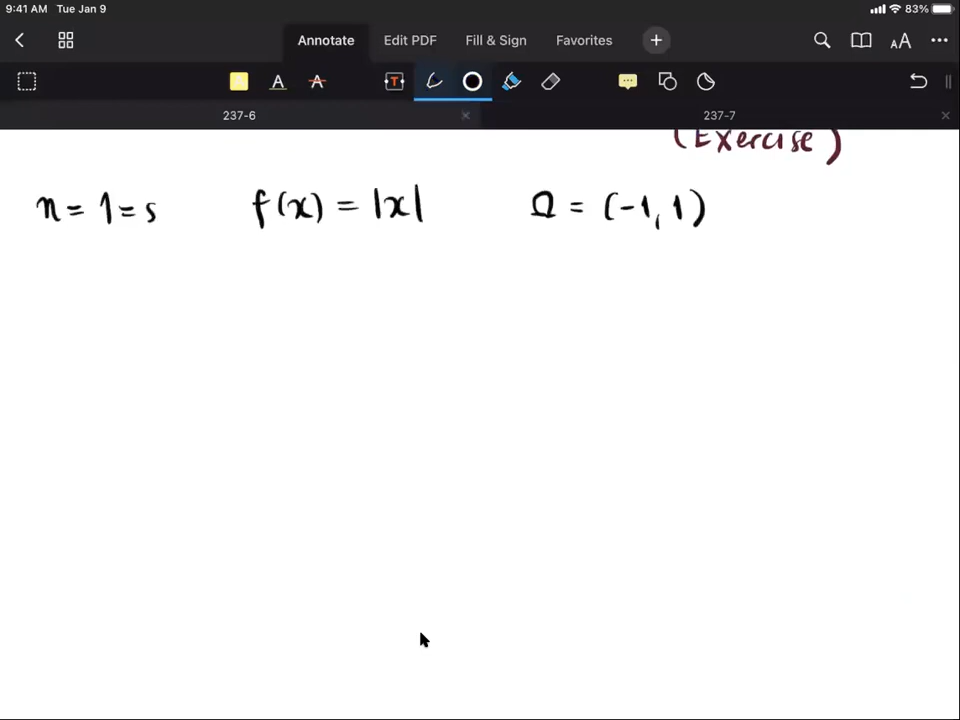 9:41 AM Tue Jan 9 83%
Annotate Edit PDF Fill & Sign Favorites
237-6 237-7
(Exercise)
n = 1 = s f(x) = |x| Ω = (-1, 1)